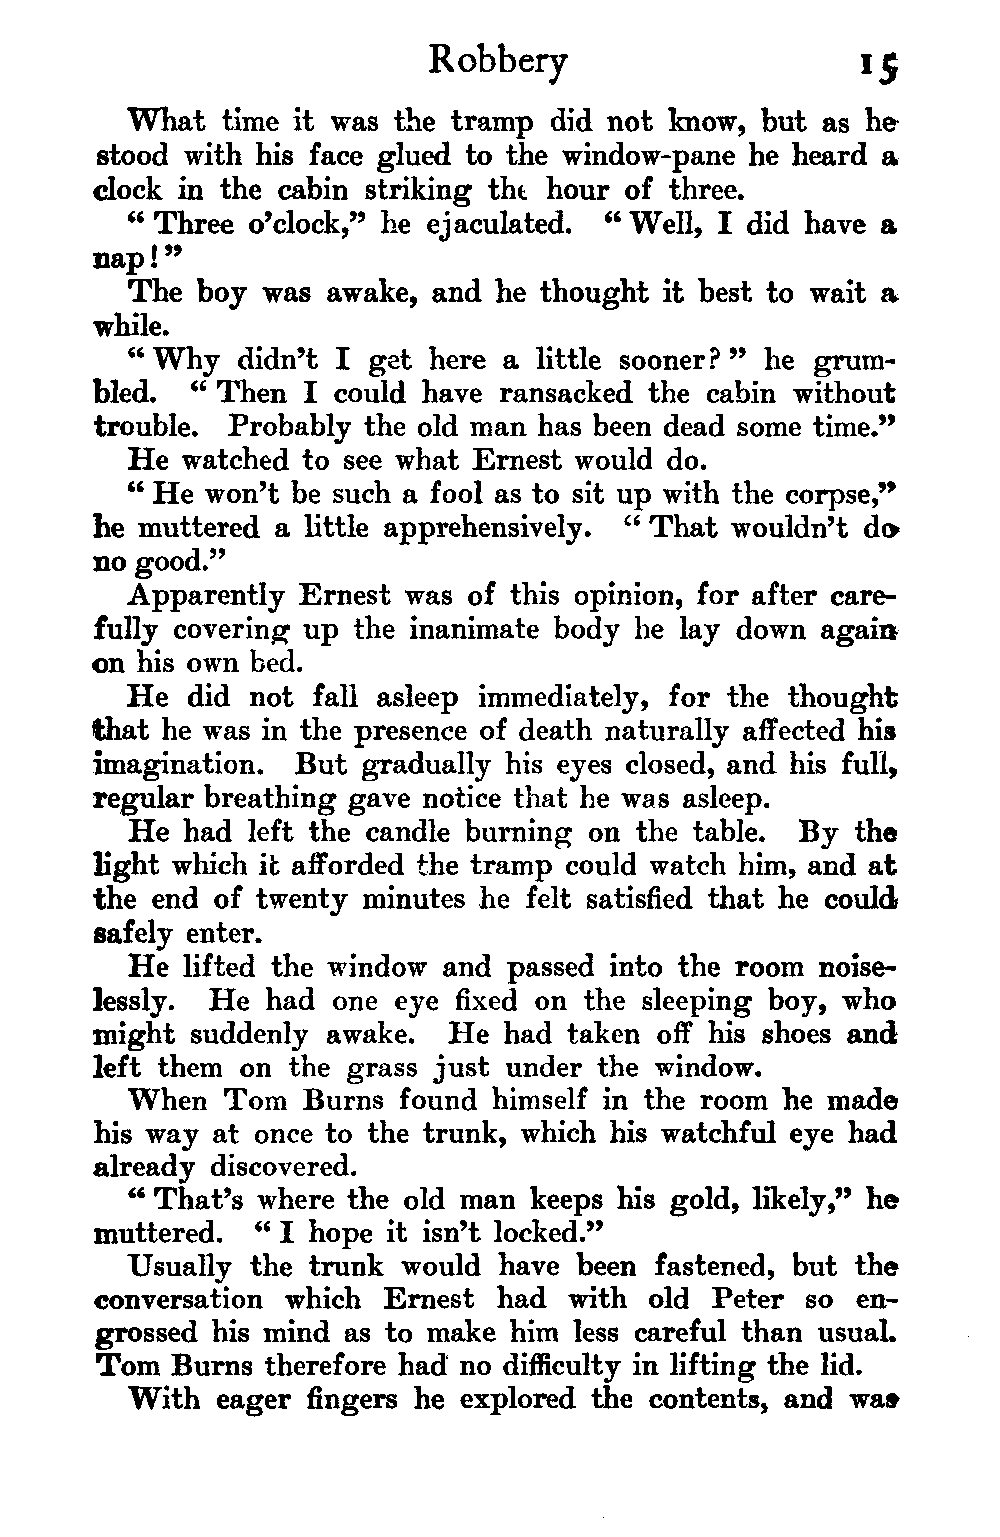 Robbery 15
What time it was the tramp did not know, but as he
stood with his face glued to the window-pane he heard a
clock in the cabin striking the hour of three.
“Three o’clock,” he ejaculated. “Well, I did have a
nap!”
The boy was awake, and he thought it best to wait a
while.
“Why didn’t I get here a little sooner?” he grum-
bled. “Then I could have ransacked the cabin without
trouble. Probably the old man has been dead some time.”
He watched to see what Ernest would do.
“He won’t be such a fool as to sit up with the corpse,”
he muttered a little apprehensively. “That wouldn’t do
no good.”
Apparently Ernest was of this opinion, for after care-
fully covering up the inanimate body he lay down again
on his own bed.
He did not fall asleep immediately, for the thought
that he was in the presence of death naturally affected his
imagination. But gradually his eyes closed, and his full,
regular breathing gave notice that he was asleep.
He had left the candle burning on the table. By the
light which it afforded the tramp could watch him, and at
the end of twenty minutes he felt satisfied that he could
safely enter.
He lifted the window and passed into the room noise-
lessly. He had one eye fixed on the sleeping boy, who
might suddenly awake. He had taken off his shoes and
left them on the grass just under the window.
When Tom Burns found himself in the room he made
his way at once to the trunk, which his watchful eye had
already discovered.
“That’s where the old man keeps his gold, likely,” he
muttered. “I hope it isn’t locked.”
Usually the trunk would have been fastened, but the
conversation which Ernest had with old Peter so en-
grossed his mind as to make him less careful than usual.
Tom Burns therefore had no difficulty in lifting the lid.
With eager fingers he explored the contents, and was